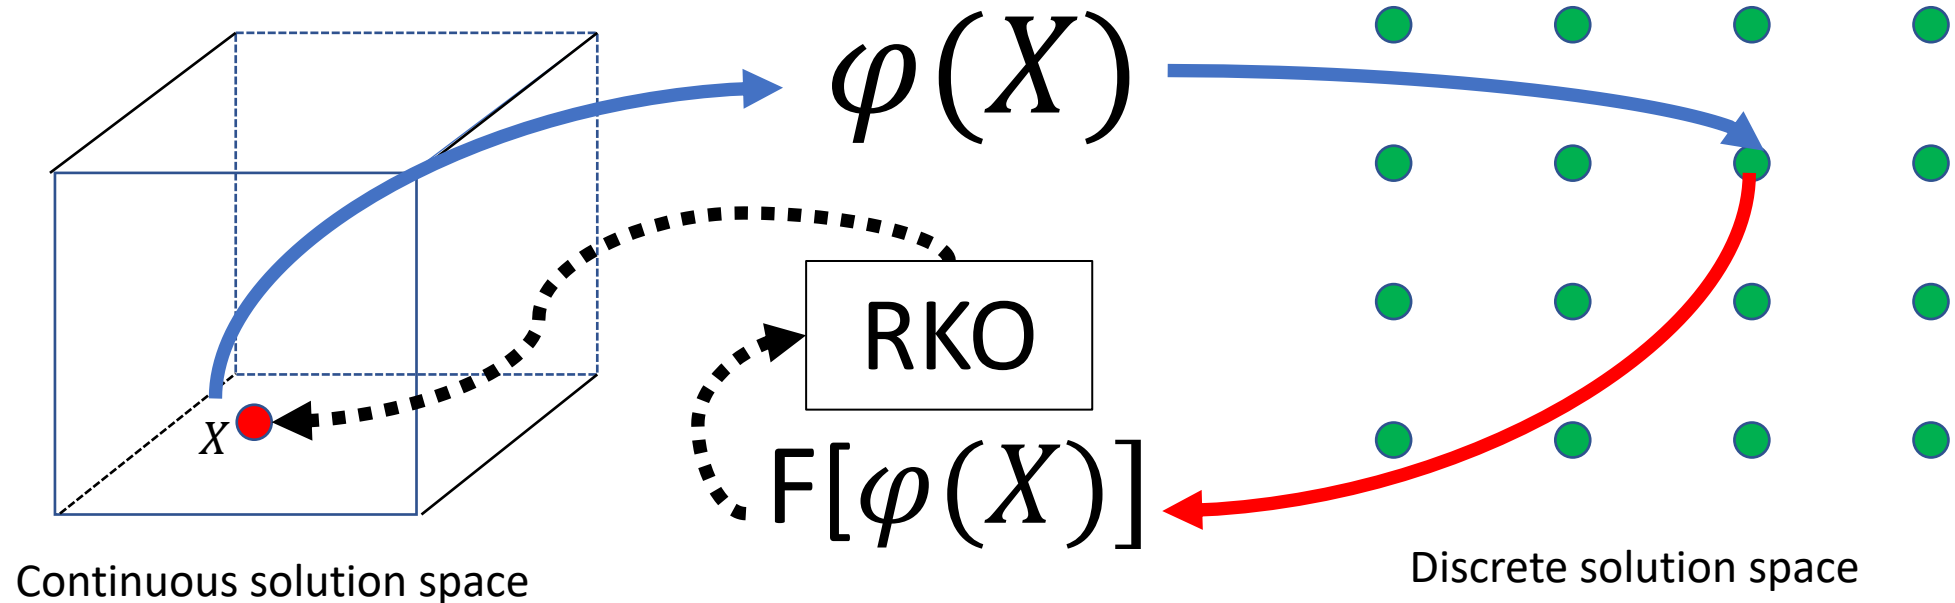 φ(X)
RKO
X
F[φ(X)]
Continuous solution space
Discrete solution space